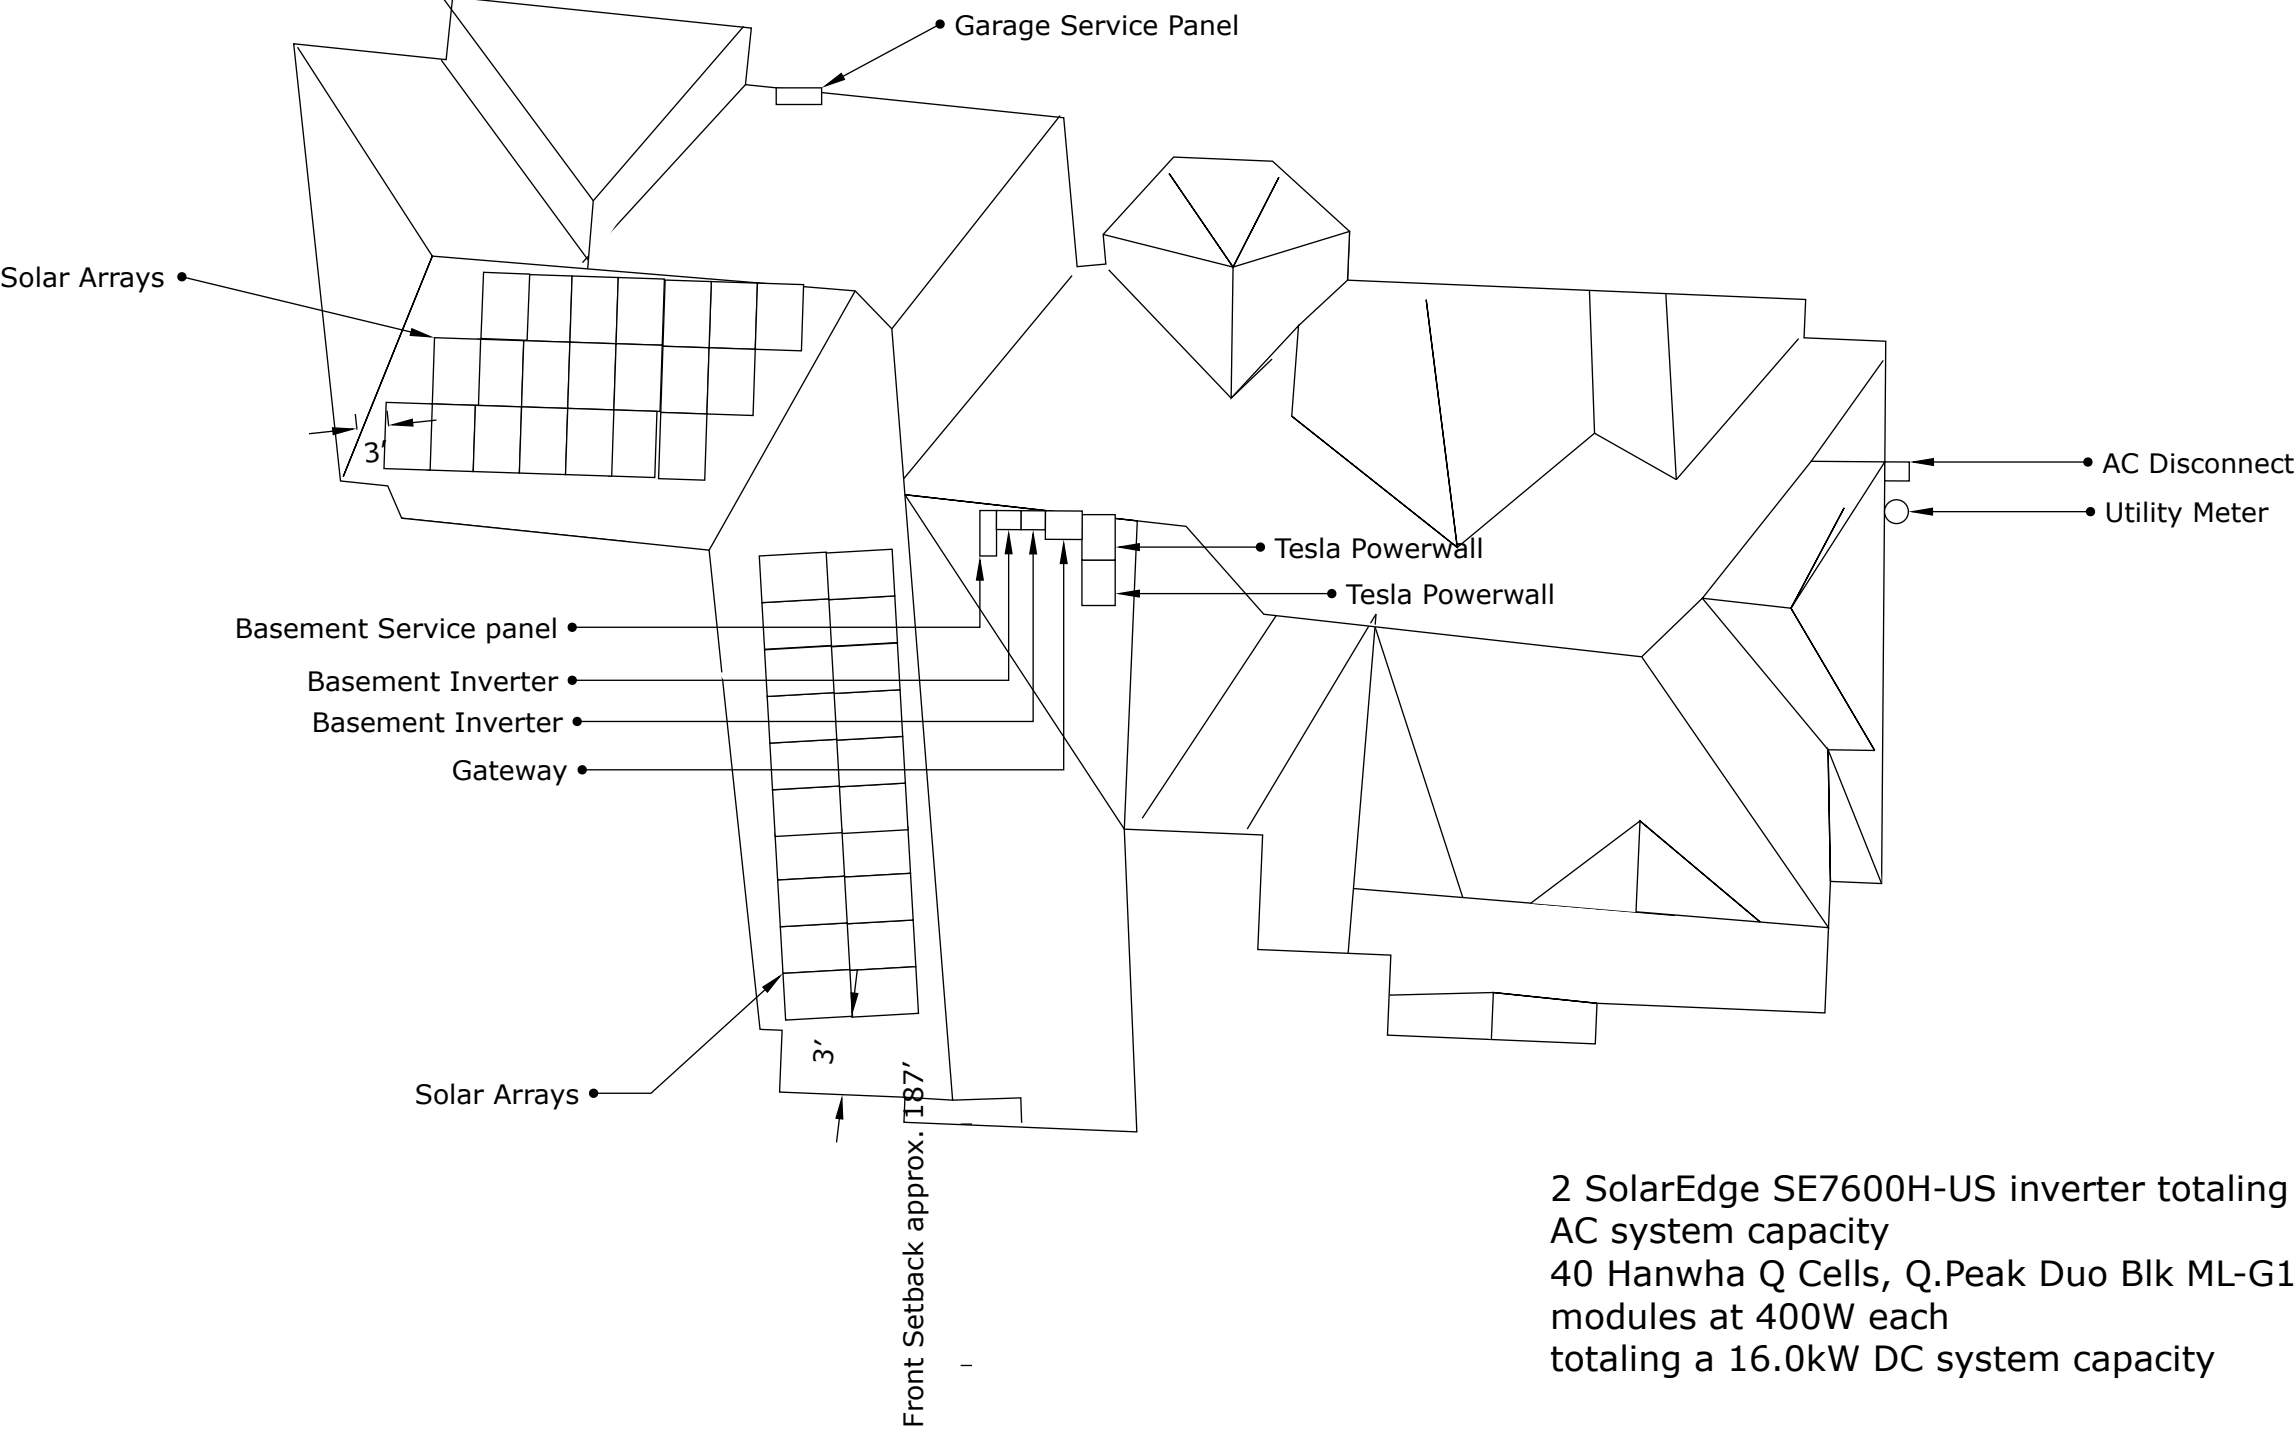 Garage Service Panel
Solar Arrays
3'
AC Disconnect
Utility Meter
Tesla Powerwall
Tesla Powerwall
Basement Service panel
Basement Inverter
Basement Inverter
Gateway
3'
Solar Arrays
Front Setback approx. 187'
2 SolarEdge SE7600H-US inverter totaling
AC system capacity
40 Hanwha Q Cells, Q.Peak Duo Blk ML-G1
modules at 400W each
totaling a 16.0kW DC system capacity